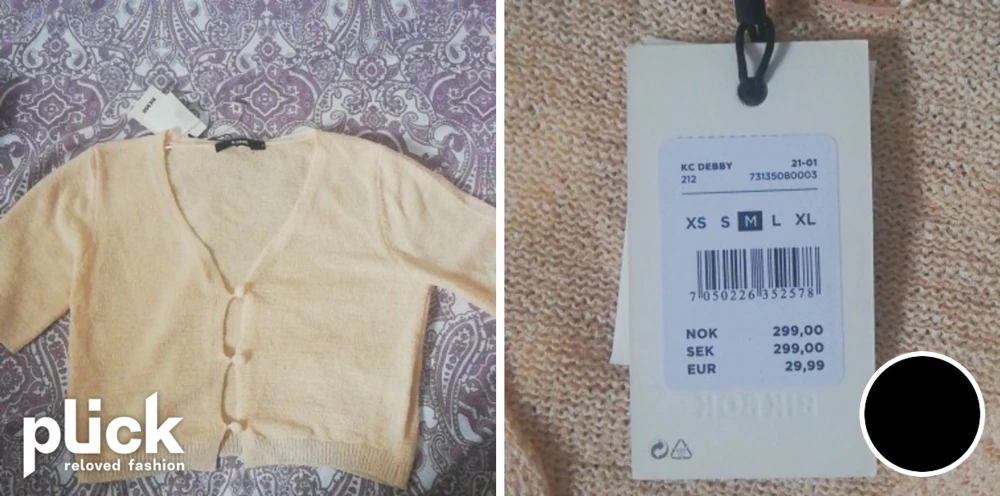 plick
reloved fashion
KC DEBBY 21-01
212 73135080003
XS S M L XL
7 050226 352578
NOK 299,00
SEK 299,00
EUR 29,99
BIKBOK